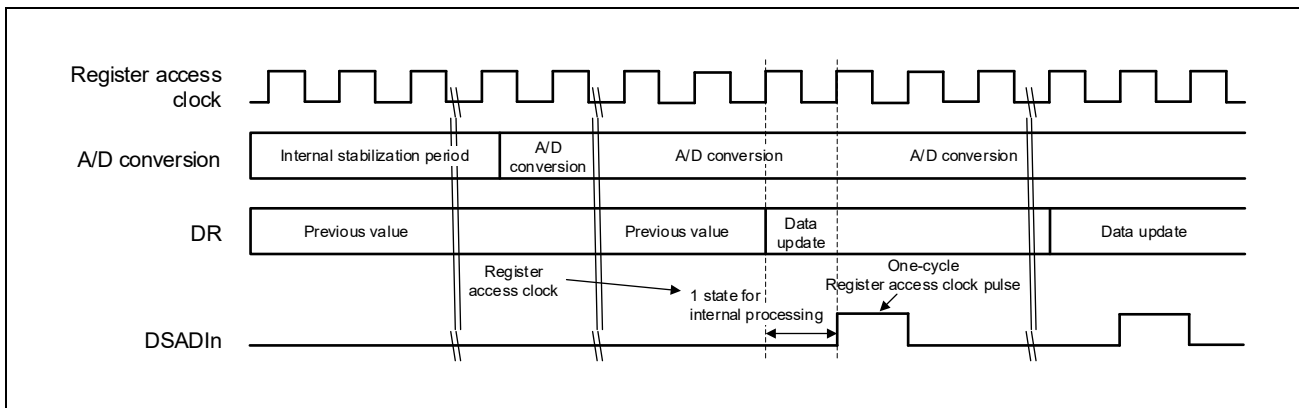 Register access
clock
A/D conversion
Internal stabilization period
A/D
conversion
A/D conversion
A/D conversion
DR
Previous value
Previous value
Data
update
Data update
Register
access clock
1 state for
internal processing
One-cycle
Register access clock pulse
DSADIn